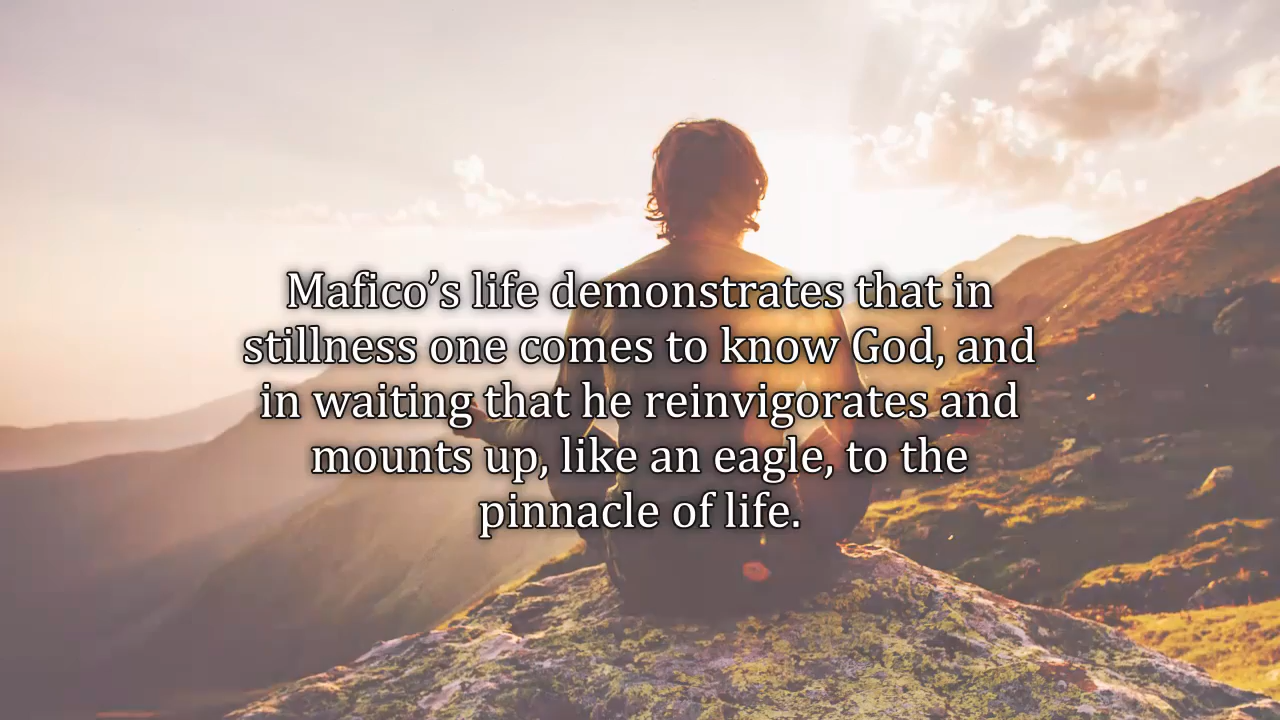 Mafico’s life demonstrates that in
stillness one comes to know God, and
in waiting that he reinvigorates and
mounts up, like an eagle, to the
pinnacle of life.